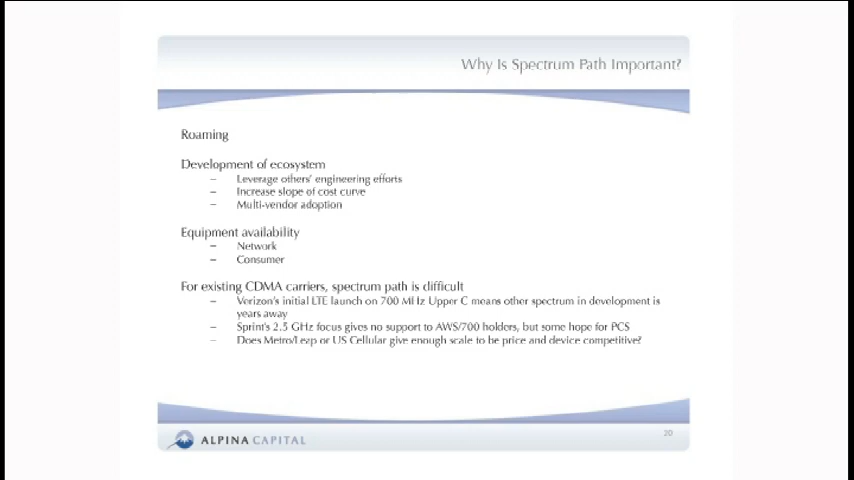 Why Is Spectrum Path Important?
Roaming
Development of ecosystem
– Leverage others' engineering efforts
– Increase slope of cost curve
– Multi-vendor adoption
Equipment availability
– Network
– Consumer
For existing CDMA carriers, spectrum path is difficult
– Verizon's initial LTE launch on 700 MHz Upper C means other spectrum in development is
years away
– Sprint's 2.5 GHz focus gives no support to AWS/700 holders, but some hope for PCS
– Does Metro/Leap or US Cellular give enough scale to be price and device competitive?
ALPINA CAPITAL
20